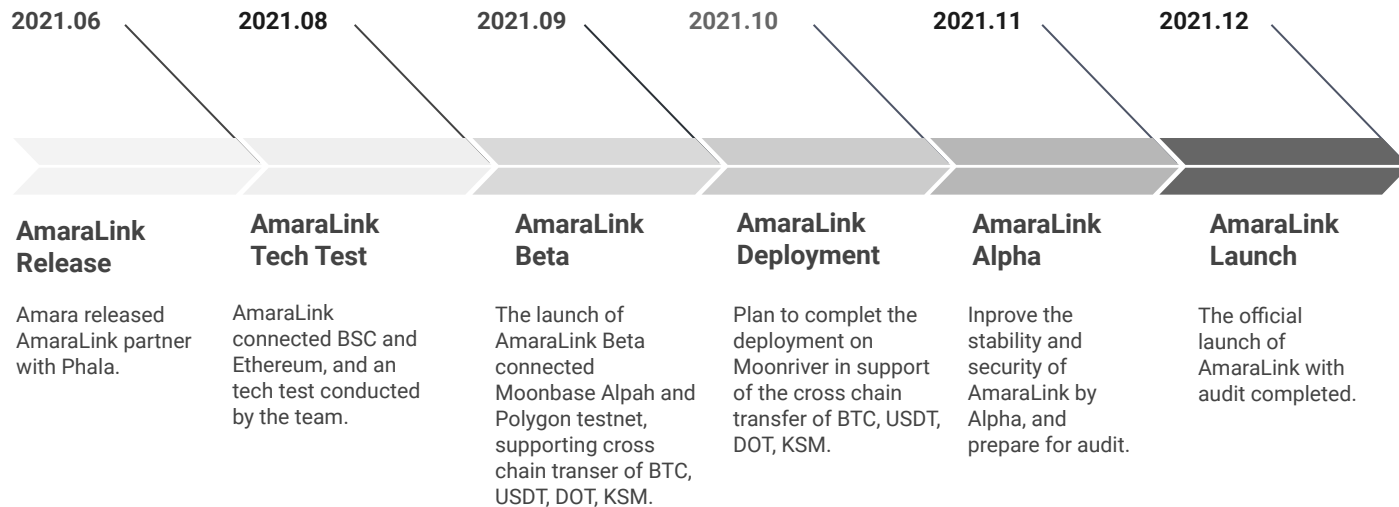 2021.06
2021.08
2021.09
2021.10
2021.11
2021.12
AmaraLink
Release
Amara released
AmaraLink partner
with Phala.
AmaraLink
Tech Test
AmaraLink
connected BSC and
Ethereum, and an
tech test conducted
by the team.
AmaraLink
Beta
The launch of
AmaraLink Beta
connected
Moonbase Alpah and
Polygon testnet,
supporting cross
chain transer of BTC,
USDT, DOT, KSM.
AmaraLink
Deployment
Plan to complet the
deployment on
Moonriver in support
of the cross chain
transfer of BTC, USDT,
DOT, KSM.
AmaraLink
Alpha
Inprove the
stability and
security of
AmaraLink by
Alpha, and
prepare for audit.
AmaraLink
Launch
The official
launch of
AmaraLink with
audit completed.